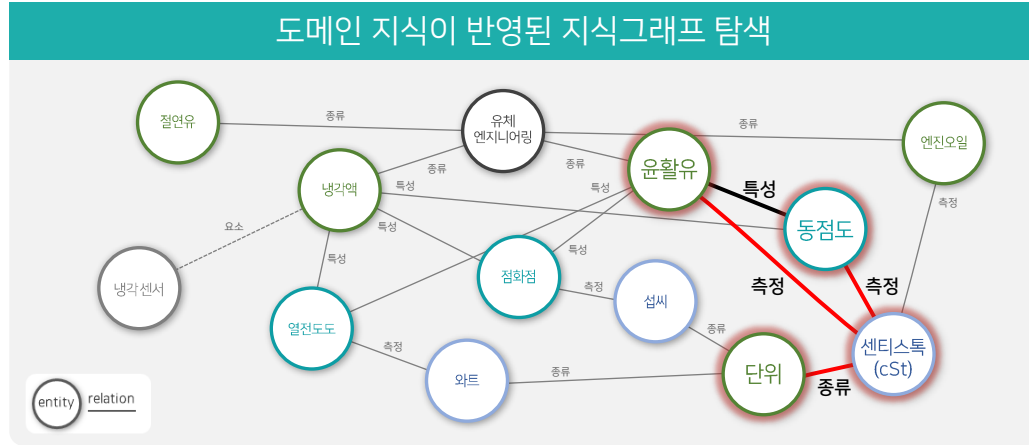 도메인 지식이 반영된 지식그래프 탐색
절연유
종류
유체
엔지니어링
종류
엔진오일
냉각액
종류
특성
종류
특성
윤활유
특성
동점도
측정
요소
특성
특성
특성
냉각 센서
점화점
측정
섭씨
측정
측정
열전도도
측정
와트
종류
종류
단위
종류
센티스톡
(cSt)
entity
relation